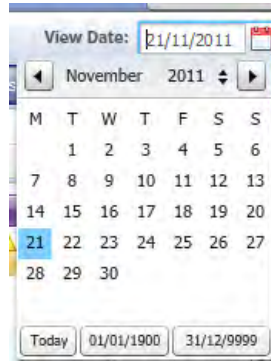 View Date: 21/11/2011
November 2011
M T W T F S S
1 2 3 4 5 6
7 8 9 10 11 12 13
14 15 16 17 18 19 20
21 22 23 24 25 26 27
28 29 30
Today 01/01/1900 31/12/9999